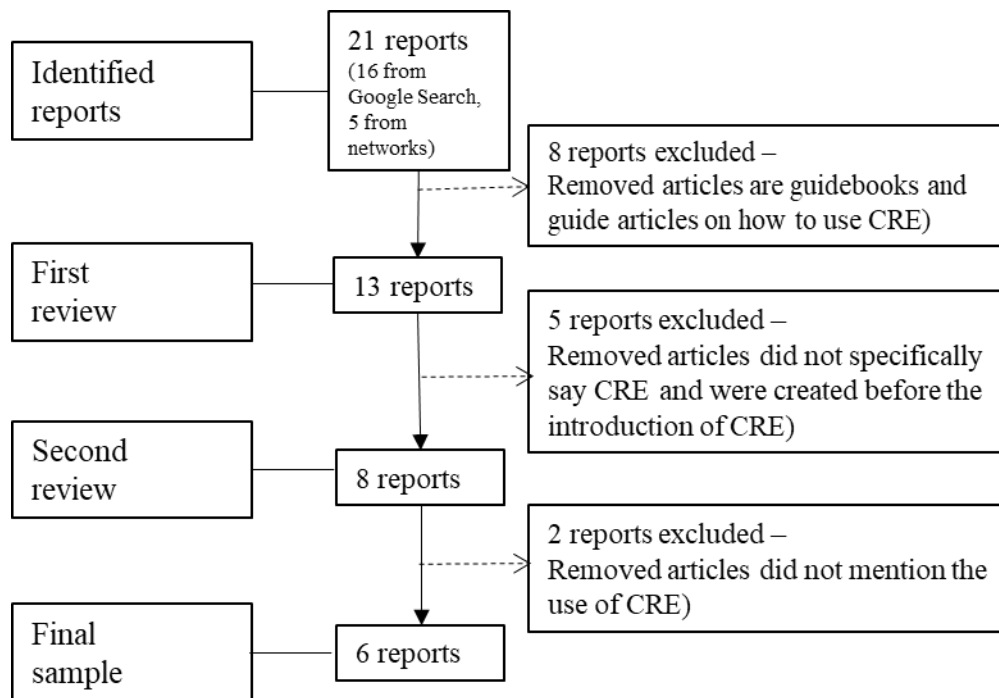 Identified
reports
21 reports
(16 from
Google Search,
5 from
networks)
8 reports excluded –
Removed articles are guidebooks and
guide articles on how to use CRE)
First
review
13 reports
5 reports excluded –
Removed articles did not specifically
say CRE and were created before the
introduction of CRE)
Second
review
8 reports
2 reports excluded –
Removed articles did not mention the
use of CRE)
Final
sample
6 reports